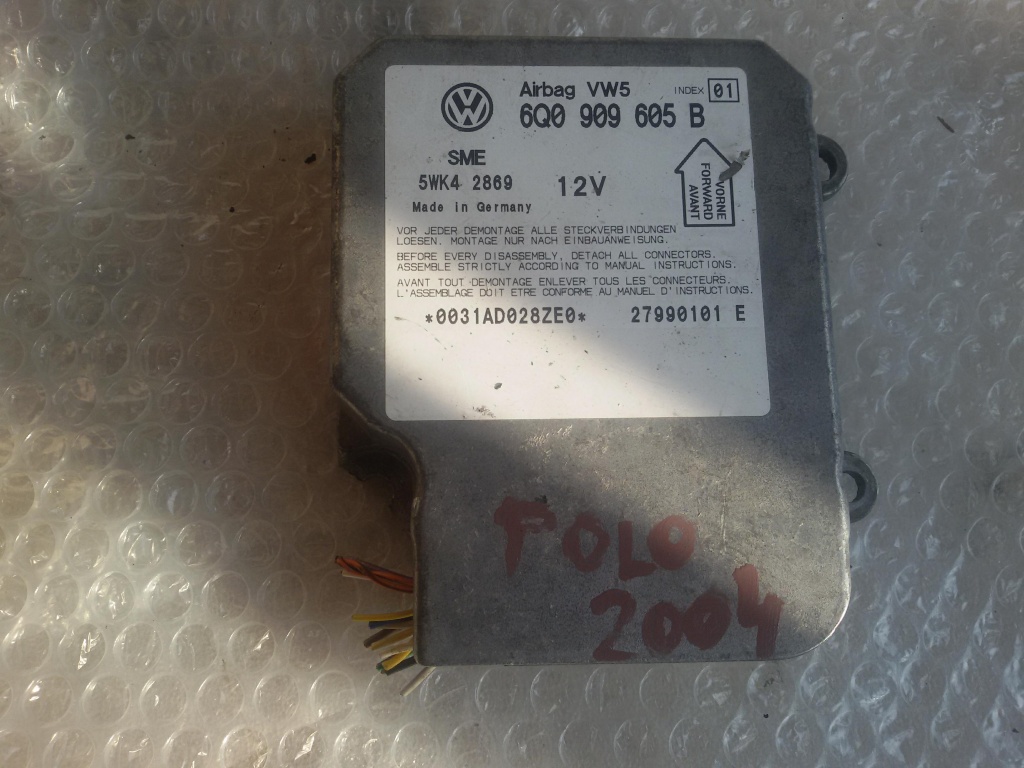 Airbag VW5 INDEX 01
6Q0 909 605 B
SME
5WK4 2869 12V
Made in Germany
VORNE
FORWARD
AVANT
VOR JEDER DEMONTAGE ALLE STECKVERBINDUNGEN
LOESEN. MONTAGE NUR NACH EINBAUANWEISUNG.
BEFORE EVERY DISASSEMBLY, DETACH ALL CONNECTORS.
ASSEMBLE STRICTLY ACCORDING TO MANUAL INSTRUCTIONS.
AVANT TOUT DEMONTAGE ENLEVER TOUS LES CONNECTEURS.
L'ASSEMBLAGE DOIT ETRE CONFORME AU MANUEL D'INSTRUCTIONS.
*0031AD028ZE0* 27990101 E
POLO
2004